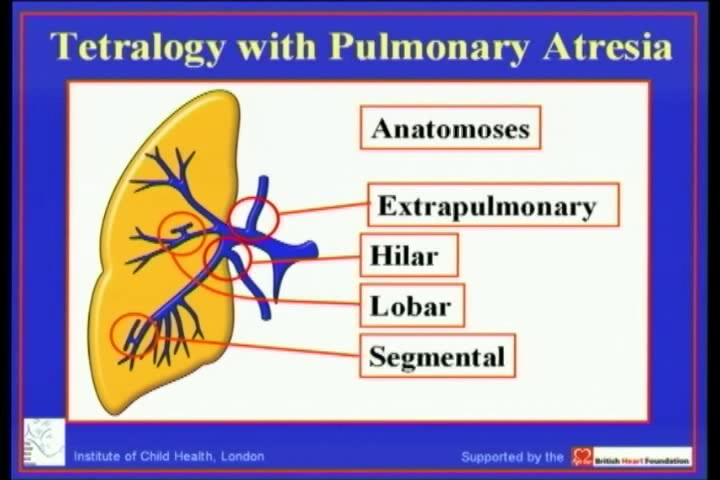 Tetralogy with Pulmonary Atresia
Anatomoses
Extrapulmonary
Hilar
Lobar
Segmental
Institute of Child Health, London
Supported by the
British Heart Foundation